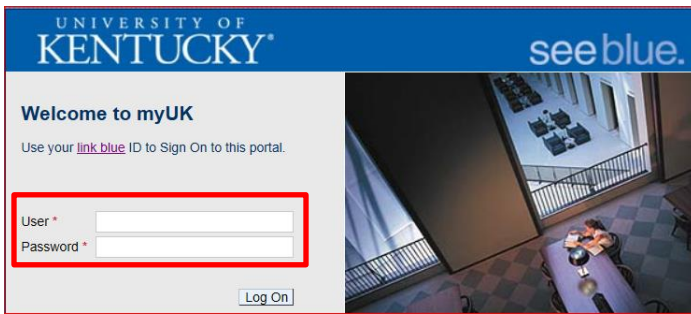 UNIVERSITY OF
KENTUCKY®
see blue.
Welcome to myUK
Use your link blue ID to Sign On to this portal.
User *
Password *
Log On